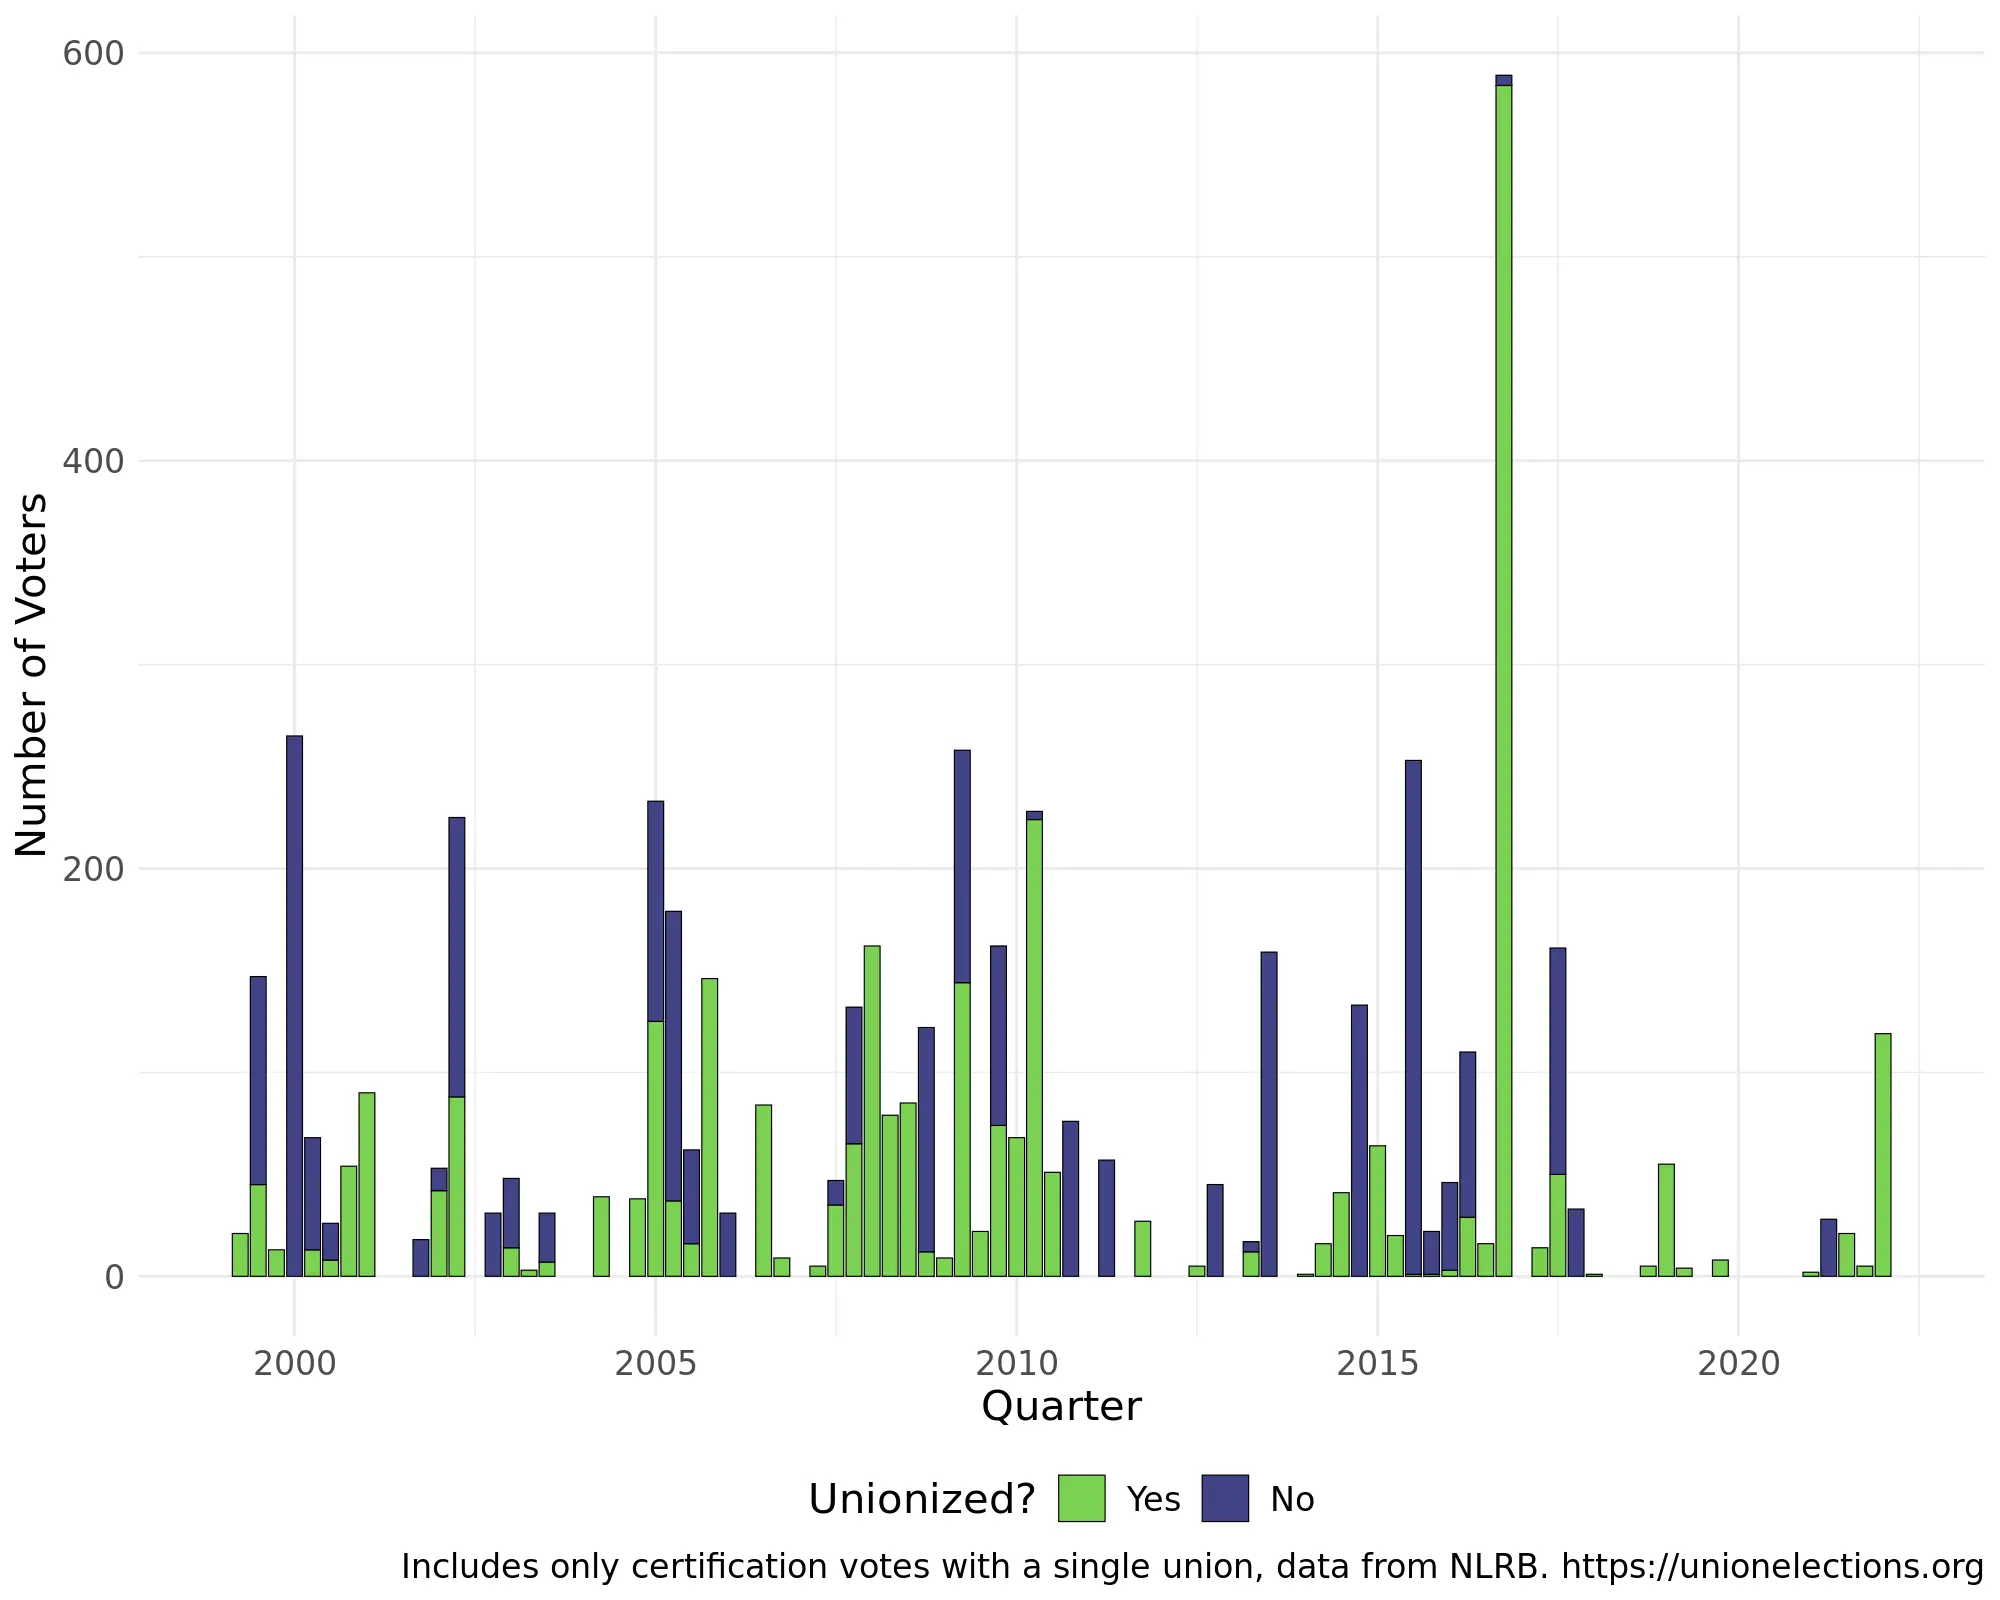 600
400
200
0
Number of Voters
2000 2005 2010 2015 2020
Quarter
Unionized? Yes No
Includes only certification votes with a single union, data from NLRB. https://unionelections.org